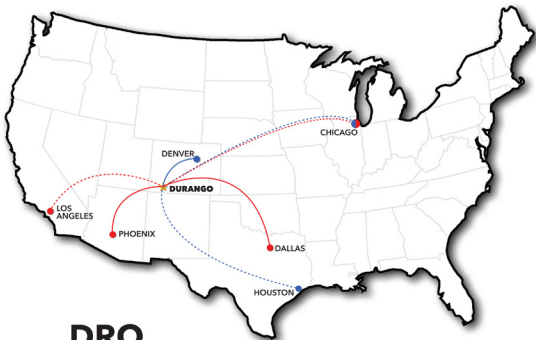 CHICAGO
DENVER
DURANGO
LOS
ANGELES
PHOENIX
DALLAS
HOUSTON
DRO